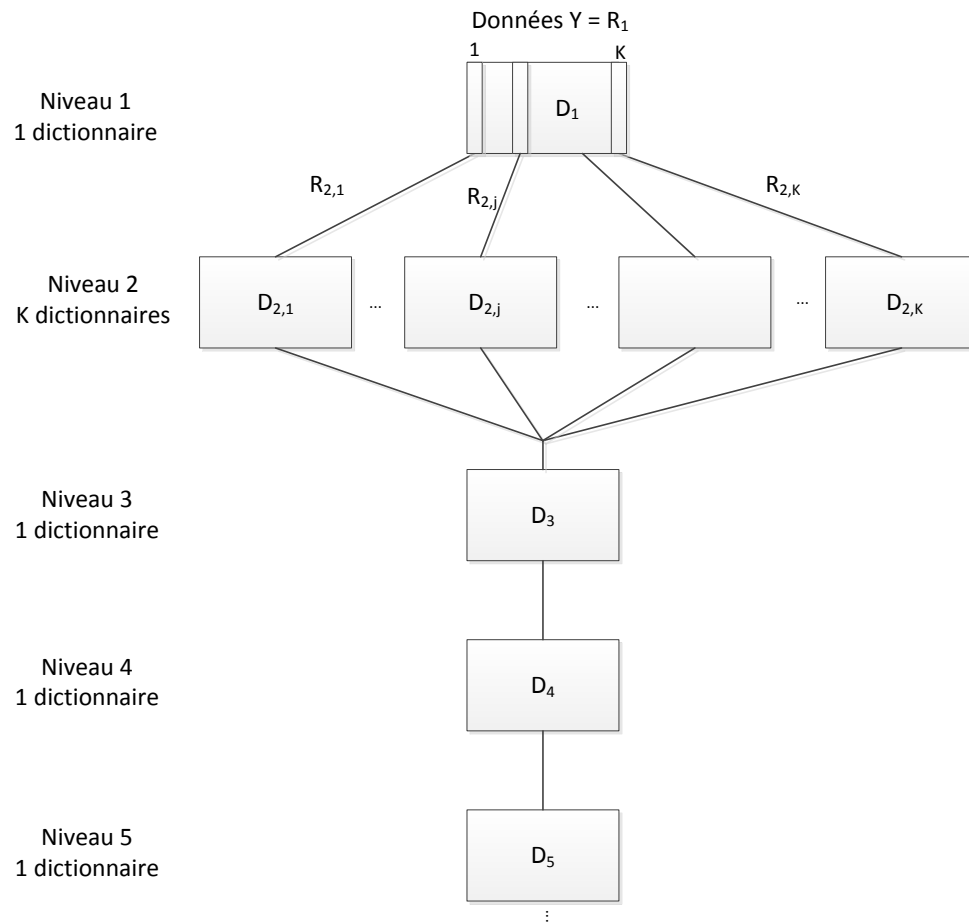 Données Y = R₁
1
K
Niveau 1
1 dictionnaire
D₁
R₂,₁
R₂,ⱼ
R₂,K
Niveau 2
K dictionnaires
D₂,₁
...
D₂,ⱼ
...
...
D₂,K
Niveau 3
1 dictionnaire
D₃
Niveau 4
1 dictionnaire
D₄
Niveau 5
1 dictionnaire
D₅
⋮